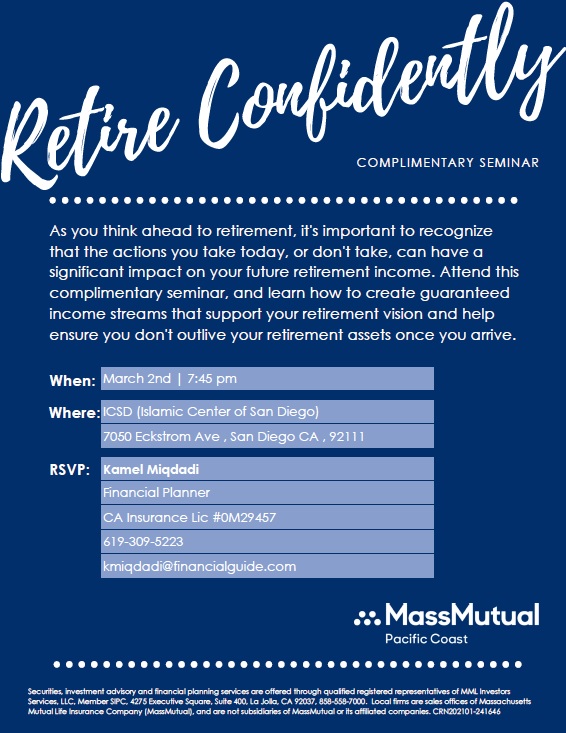 Retire Confidently
COMPLIMENTARY SEMINAR
As you think ahead to retirement, it's important to recognize
that the actions you take today, or don't take, can have a
significant impact on your future retirement income. Attend this
complimentary seminar, and learn how to create guaranteed
income streams that support your retirement vision and help
ensure you don't outlive your retirement assets once you arrive.
When: March 2nd | 7:45 pm
Where: ICSD (Islamic Center of San Diego)
7050 Eckstrom Ave , San Diego CA , 92111
RSVP: Kamel Miqdadi
Financial Planner
CA Insurance Lic #0M29457
619-309-5223
kmiqdadi@financialguide.com
MassMutual
Pacific Coast
Securities, investment advisory and financial planning services are offered through qualified registered representatives of MML Investors
Services, LLC, Member SIPC, 4275 Executive Square, Suite 400, La Jolla, CA 92037, 858-558-7000. Local firms are sales offices of Massachusetts
Mutual Life Insurance Company (MassMutual), and are not subsidiaries of MassMutual or its affiliated companies. CRN202101-241646